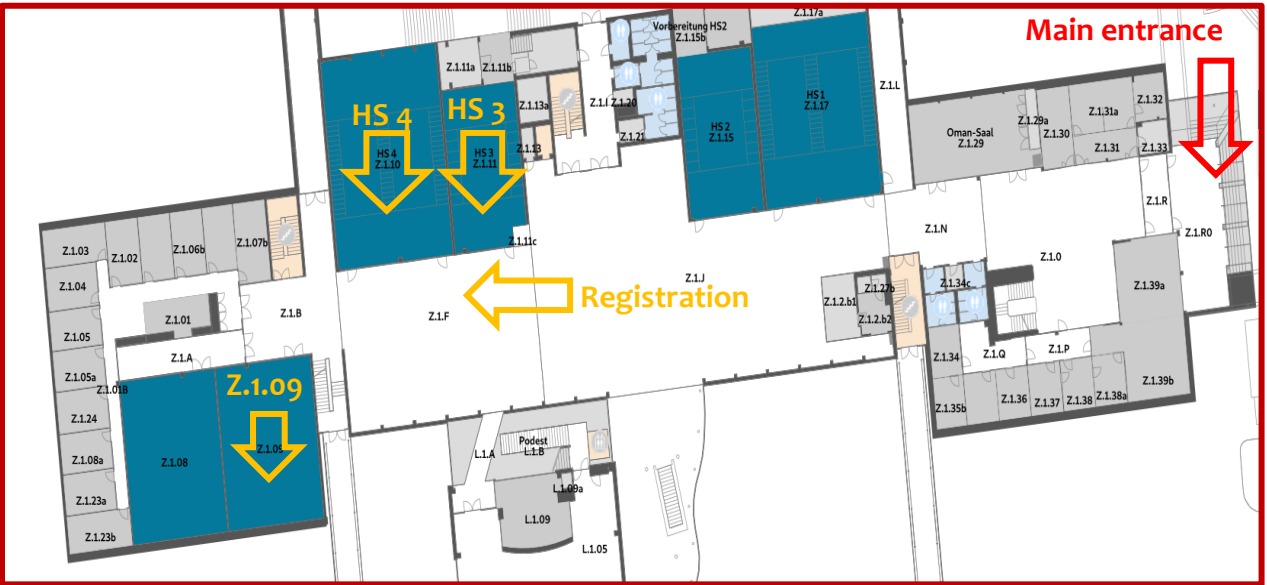 Main entrance
Z.1.17a
Vorbereitung HS2
Z.1.15b
Z.1.11a
Z.1.11b
Z.1.13a
Z.1.I
Z.1.20
Z.1.21
Z.1.13
HS 4
HS 3
HS 4
Z.1.10
HS 3
Z.1.11
Z.1.11c
HS 2
Z.1.15
HS 1
Z.1.17
Z.1.L
Oman-Saal
Z.1.29
Z.1.29a
Z.1.30
Z.1.31a
Z.1.32
Z.1.31
Z.1.33
Z.1.R
Z.1.R0
Z.1.N
Z.1.0
Z.1.03
Z.1.02
Z.1.06b
Z.1.07b
Z.1.04
Z.1.01
Z.1.05
Z.1.A
Z.1.B
Z.1.F
Registration
Z.1.J
Z.1.2.b1
Z.1.27b
Z.1.2.b2
Z.1.34c
Z.1.39a
Z.1.34
Z.1.Q
Z.1.P
Z.1.35b
Z.1.36
Z.1.37
Z.1.38
Z.1.38a
Z.1.39b
Z.1.05a
Z.1.01B
Z.1.24
Z.1.08a
Z.1.23a
Z.1.23b
Z.1.08
Z.1.09
Z.1.09
Podest
L.1.B
L.1.A
L.1.09a
L.1.09
L.1.05